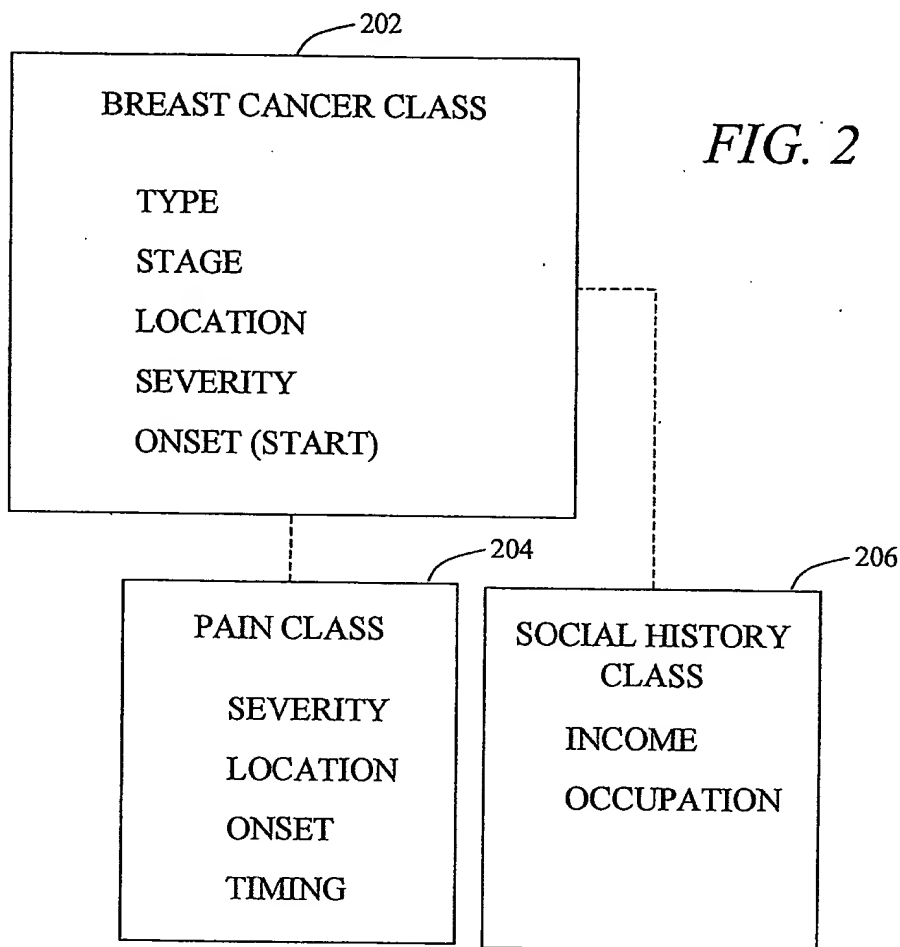 202
BREAST CANCER CLASS
FIG. 2
TYPE
STAGE
LOCATION
SEVERITY
ONSET (START)
204
PAIN CLASS
SEVERITY
LOCATION
ONSET
TIMING
206
SOCIAL HISTORY
CLASS
INCOME
OCCUPATION